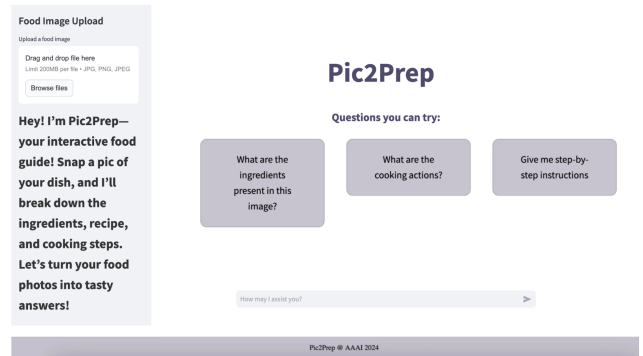 Food Image Upload
Upload a food image
Drag and drop file here
Limit 200MB per file • JPG, PNG, JPEG
Browse files
Hey! I'm Pic2Prep—
your interactive food
guide! Snap a pic of
your dish, and I'll
break down the
ingredients, recipe,
and cooking steps.
Let's turn your food
photos into tasty
answers!
Pic2Prep
Questions you can try:
What are the
ingredients
present in this
image?
What are the
cooking actions?
Give me step-by-
step instructions
How may I assist you?
Pic2Prep @ AAAI 2024